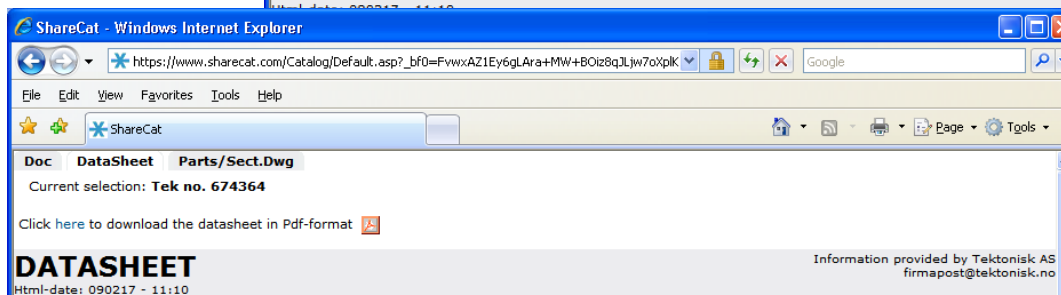 Html-date: 090217 - 11:10
ShareCat - Windows Internet Explorer
https://www.sharecat.com/Catalog/Default.asp?_bf0=FvwxAZ1Ey6gLAra+MW+BOiz8qJLjw7oXplK
Google
File Edit View Favorites Tools Help
ShareCat
Page Tools
Doc DataSheet Parts/Sect.Dwg
Current selection: Tek no. 674364
Click here to download the datasheet in Pdf-format
DATASHEET
Information provided by Tektonisk AS
firmapost@tektonisk.no
Html-date: 090217 - 11:10